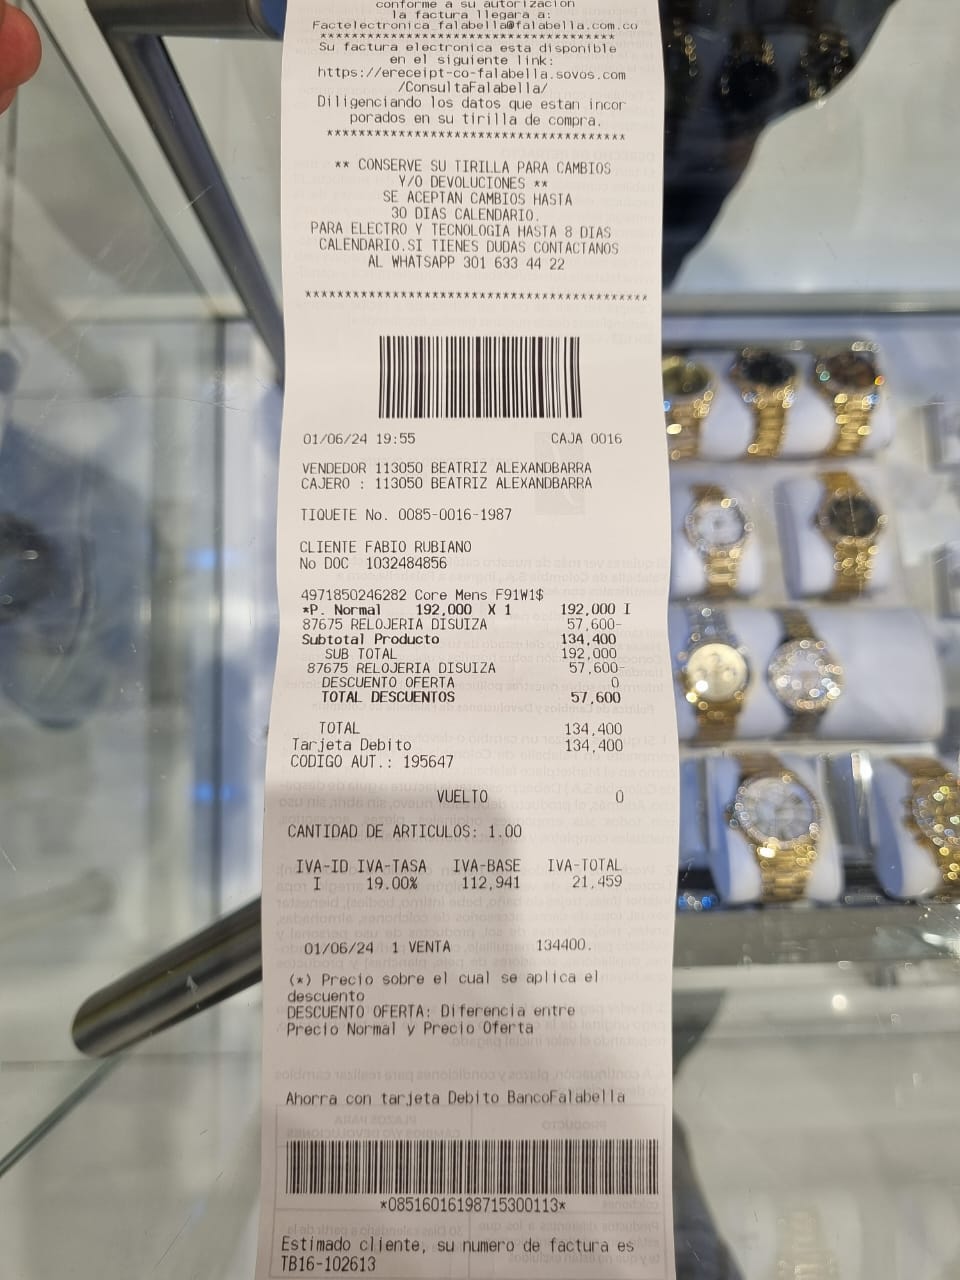 conforme a su autorizacion
la factura llegara a:
Factelectronica_falabella@falabella.com.co
****************************************
Su factura electronica esta disponible
en el siguiente link:
https://ereceipt-co-falabella.sovos.com
/ConsultaFalabella/
Diligenciando los datos que estan incor
porados en su tirilla de compra.
****************************************
** CONSERVE SU TIRILLA PARA CAMBIOS
Y/O DEVOLUCIONES **
SE ACEPTAN CAMBIOS HASTA
30 DIAS CALENDARIO.
PARA ELECTRO Y TECNOLOGIA HASTA 8 DIAS
CALENDARIO.SI TIENES DUDAS CONTACTANOS
AL WHATSAPP 301 633 44 22
****************************************
01/06/24 19:55 CAJA 0016
VENDEDOR 113050 BEATRIZ ALEXANDBARRA
CAJERO : 113050 BEATRIZ ALEXANDBARRA
TIQUETE No. 0085-0016-1987
CLIENTE FABIO RUBIANO
No DOC 1032484856
4971850246282 Core Mens F91W1$
*P. Normal 192,000 X 1 192,000 I
87675 RELOJERIA DISUIZA 57,600-
Subtotal Producto 134,400
SUB TOTAL 192,000
87675 RELOJERIA DISUIZA 57,600-
DESCUENTO OFERTA 0
TOTAL DESCUENTOS 57,600
TOTAL 134,400
Tarjeta Debito 134,400
CODIGO AUT.: 195647
VUELTO 0
CANTIDAD DE ARTICULOS: 1.00
IVA-ID IVA-TASA IVA-BASE IVA-TOTAL
I 19.00% 112,941 21,459
01/06/24 1 VENTA 134400.
(*) Precio sobre el cual se aplica el
descuento
DESCUENTO OFERTA: Diferencia entre
Precio Normal y Precio Oferta
Ahorra con tarjeta Debito BancoFalabella
*08516016198715300113*
Estimado cliente, su numero de factura es
TB16-102613